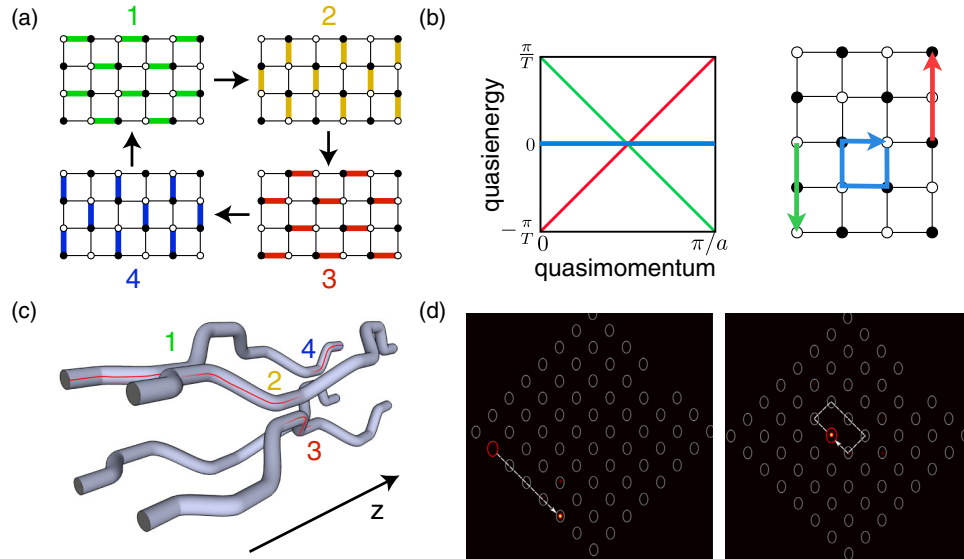 (a)
1
2
4
3
(b)
quasienergy
π/T
0
−π/T
0
π/a
quasimomentum
(c)
1
4
2
3
z
(d)